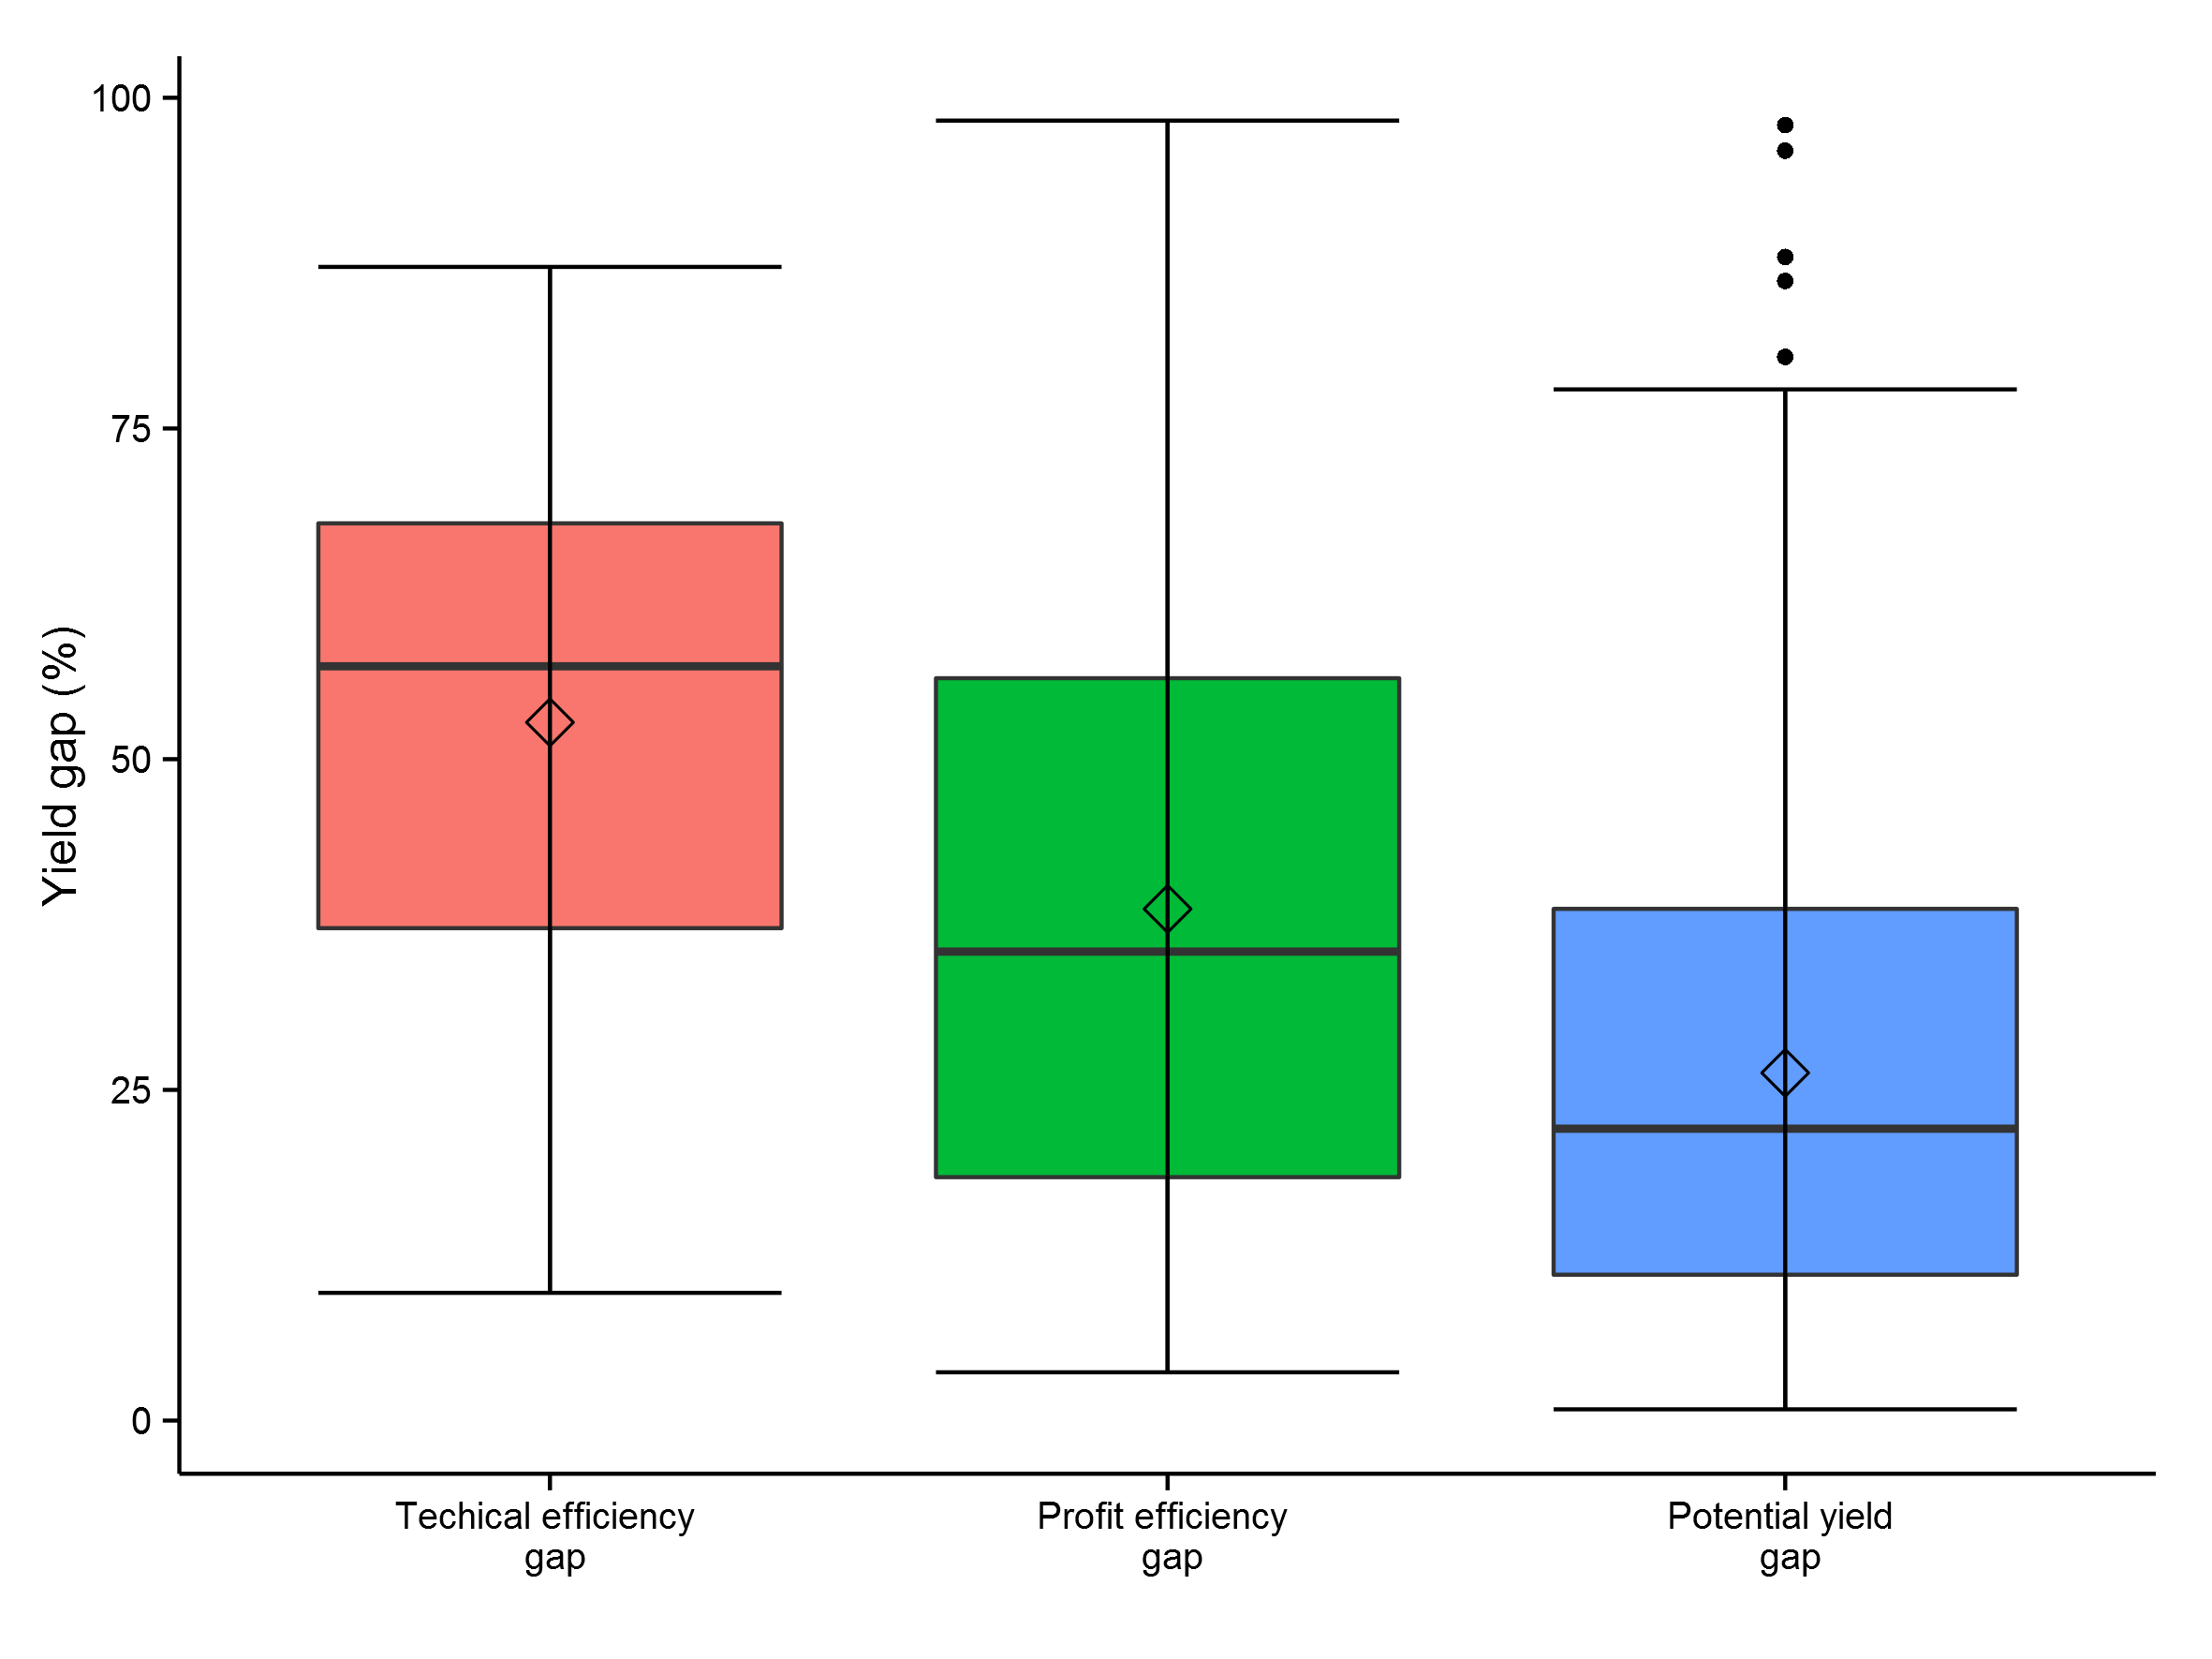 100
75
50
25
0
Yield gap (%)
Techical efficiency
gap
Profit efficiency
gap
Potential yield
gap